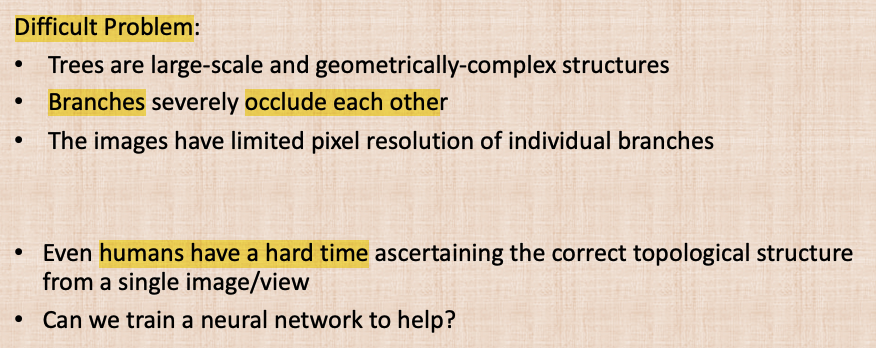 Difficult Problem:
• Trees are large-scale and geometrically-complex structures
• Branches severely occlude each other
• The images have limited pixel resolution of individual branches
• Even humans have a hard time ascertaining the correct topological structure
from a single image/view
• Can we train a neural network to help?